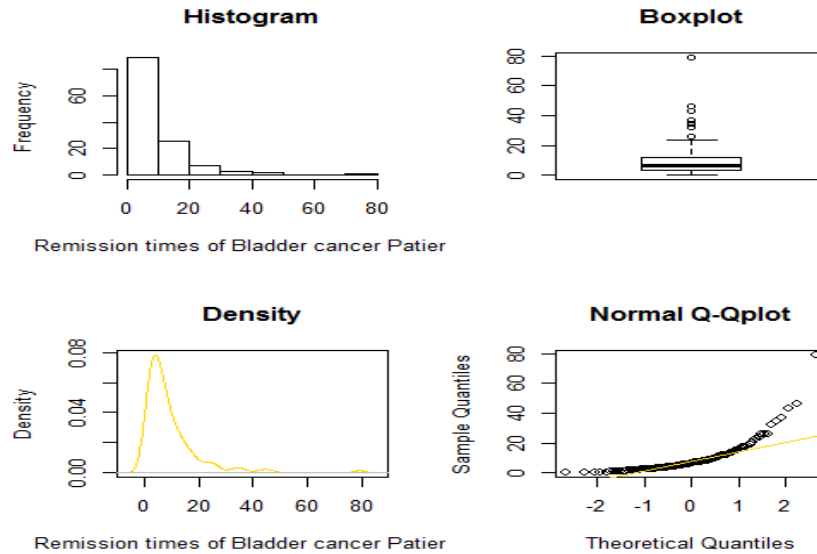 Histogram
Frequency
60
20
0
0 20 40 60 80
Remission times of Bladder cancer Patier
Boxplot
80
60
40
20
0
Density
Density
0.08
0.04
0.00
0 20 40 60 80
Remission times of Bladder cancer Patier
Normal Q-Qplot
Sample Quantiles
80
60
40
20
0
-2 -1 0 1 2
Theoretical Quantiles